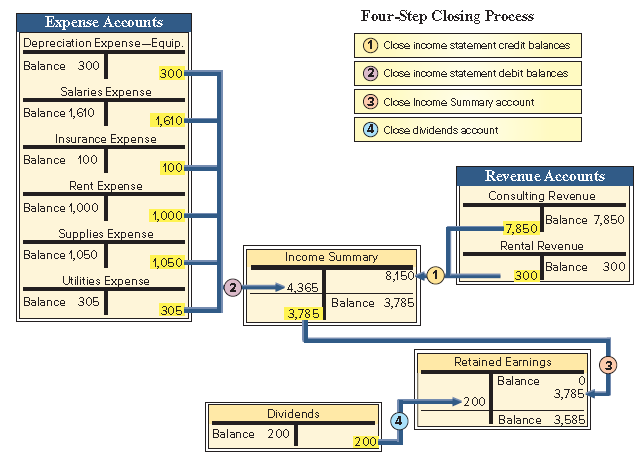 Expense Accounts
Depreciation Expense—Equip.
Balance 300
300
Salaries Expense
Balance 1,610
1,610
Insurance Expense
Balance 100
100
Rent Expense
Balance 1,000
1,000
Supplies Expense
Balance 1,050
1,050
Utilities Expense
Balance 305
305
Four-Step Closing Process
1 Close income statement credit balances
2 Close income statement debit balances
3 Close Income Summary account
4 Close dividends account
Revenue Accounts
Consulting Revenue
Balance 7,850
7,850
Rental Revenue
Balance 300
300
Income Summary
8,150
1
2
4,365
Balance 3,785
3,785
3
Retained Earnings
Balance 0
3,785
200
Balance 3,585
Dividends
Balance 200
200
4